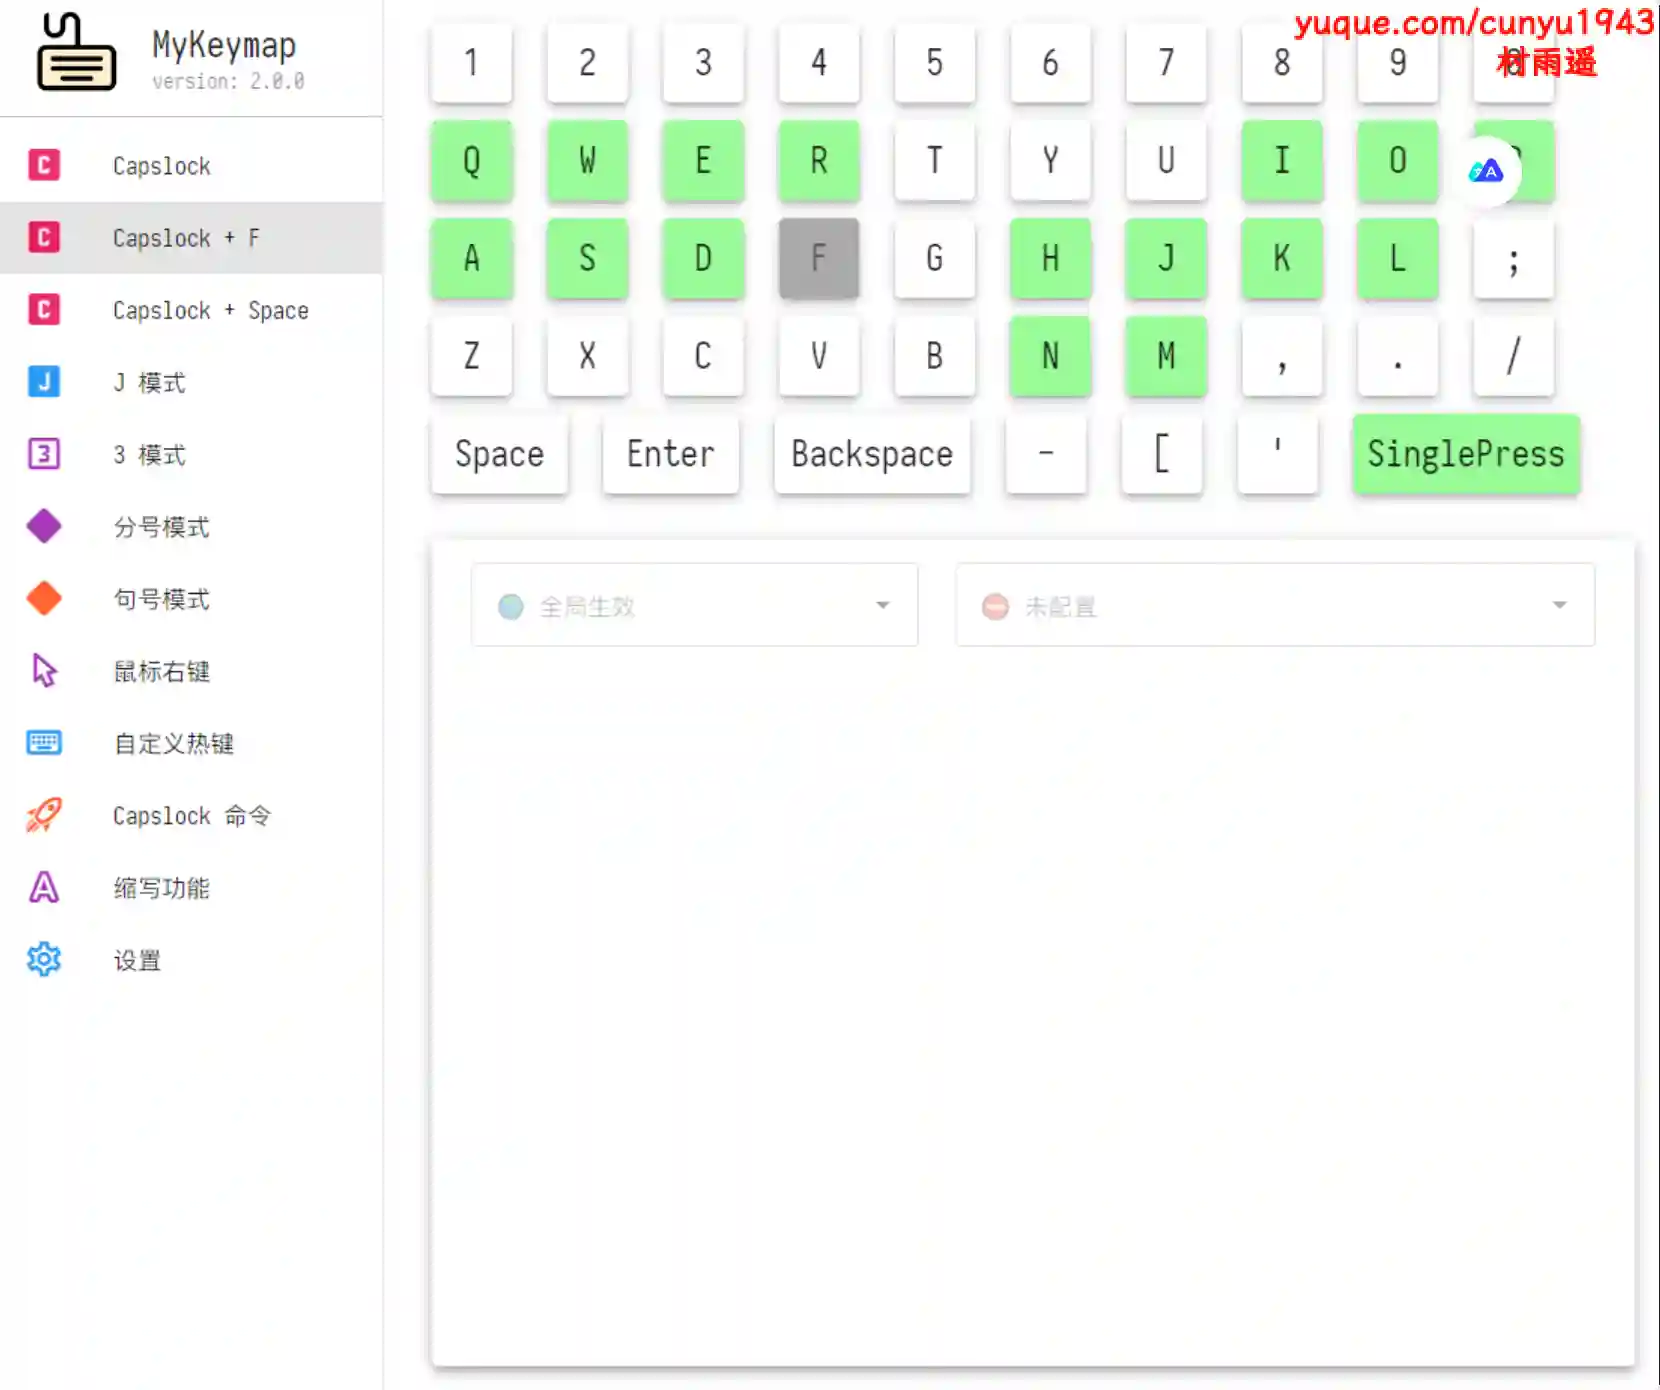 yuque.com/cunyu1943
村雨遥
MyKeymap
version: 2.0.0
Capslock
Capslock + F
Capslock + Space
J 模式
3 模式
分号模式
句号模式
鼠标右键
自定义热键
Capslock 命令
缩写功能
设置
1 2 3 4 5 6 7 8 9
Q W E R T Y U I O
A S D F G H J K L ;
Z X C V B N M , . /
Space Enter Backspace - [ ' SinglePress
全局生效 未配置